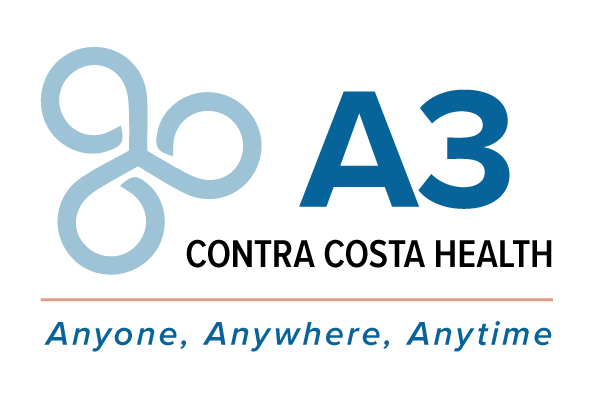 A3
CONTRA COSTA HEALTH
Anyone, Anywhere, Anytime